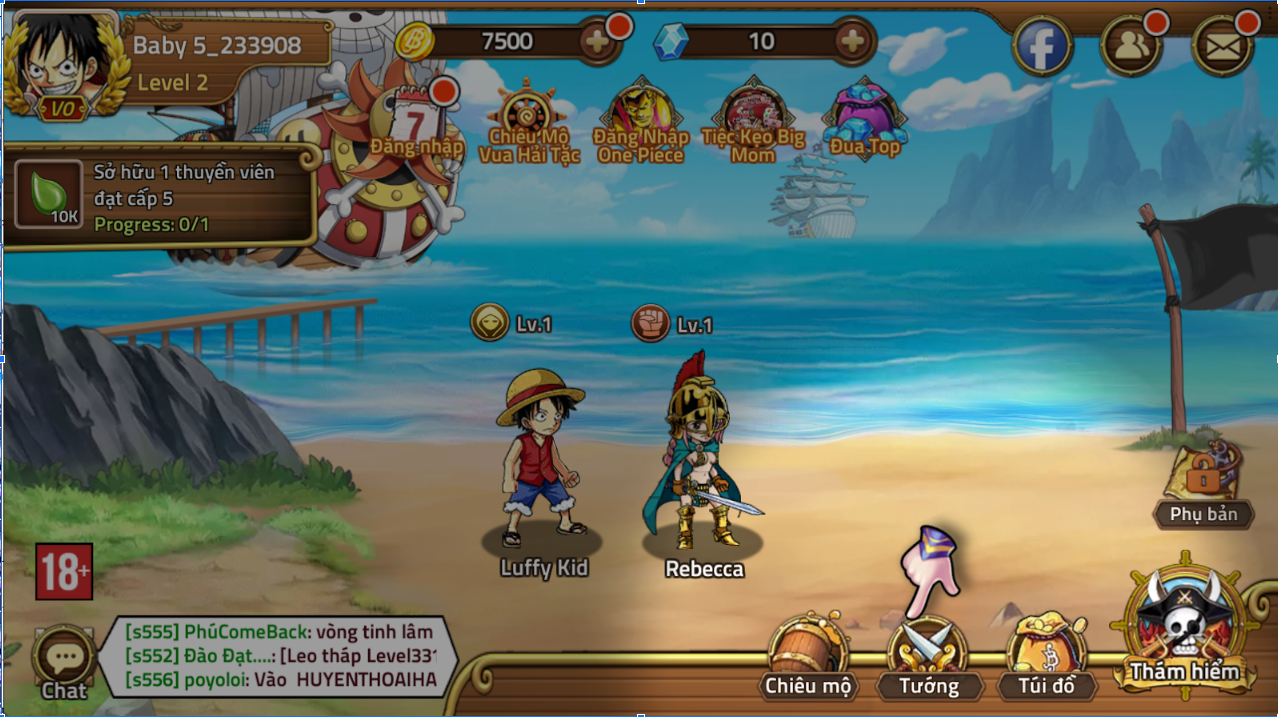 Baby 5_233908
Level 2
V0
7500
10
7
Đăng nhập
Chiêu Mộ
Vua Hải Tặc
Đăng Nhập
One Piece
Tiệc Kẹo Big
Mom
Đua Top
Sở hữu 1 thuyền viên
đạt cấp 5
Progress: 0/1
10K
Lv.1
Lv.1
Luffy Kid
Rebecca
Phụ bản
18+
[s555] PhúComeBack: vòng tinh lâm
[s552] Đào Đạt....: [Leo tháp Level331
[s556] poyoloi: Vào HUYENTHOAIHA
Chat
Chiêu mộ
Tướng
Túi đồ
Thám hiểm